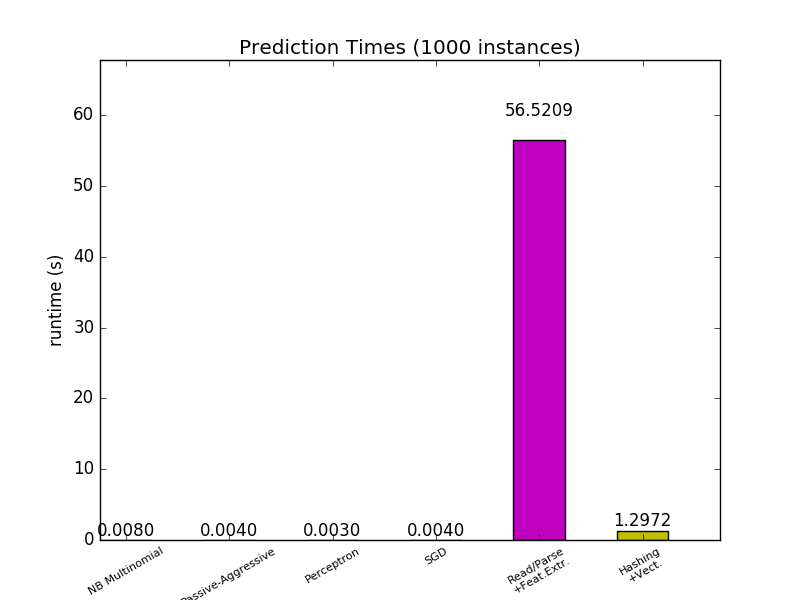 Prediction Times (1000 instances)
runtime (s)
60
50
40
30
20
10
0
56.5209
1.2972
0.0080
0.0040
0.0030
0.0040
NB Multinomial
Passive-Aggressive
Perceptron
SGD
Read/Parse
+Feat.Extr.
Hashing
+Vect.